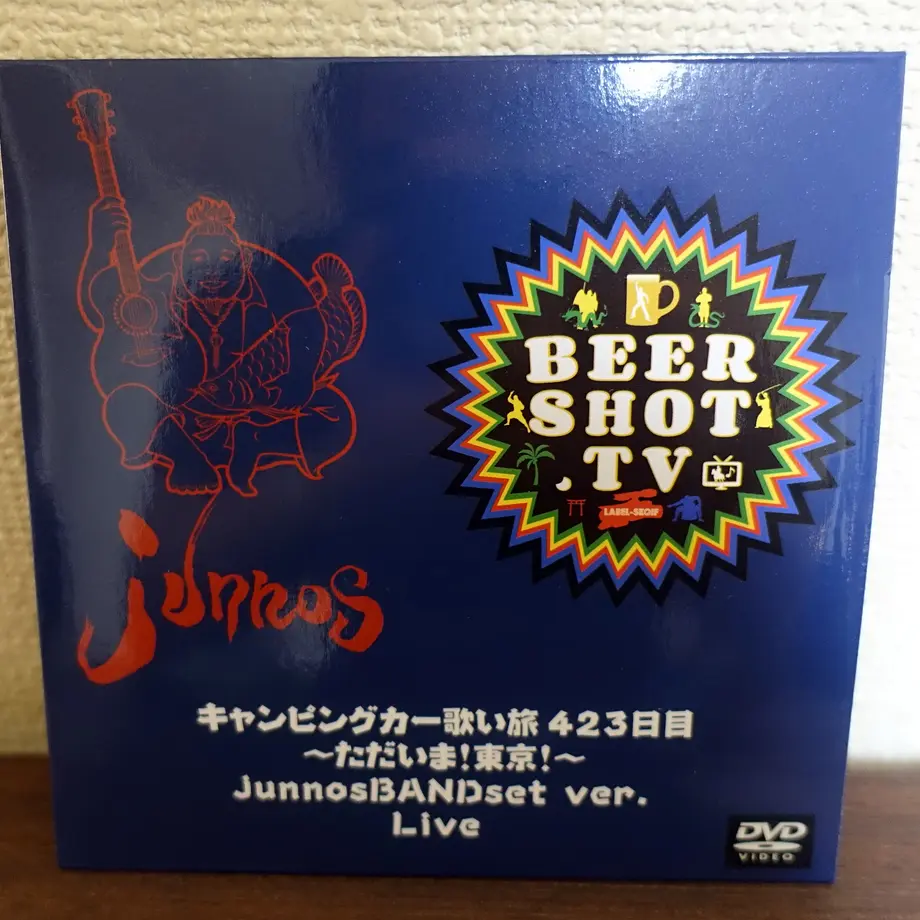 BEER
SHOT
.TV
LABEL-SEQIF
junnos
キャンピングカー歌い旅 423日目
〜ただいま!東京!〜
JunnosBANDset ver.
Live
DVD
VIDEO